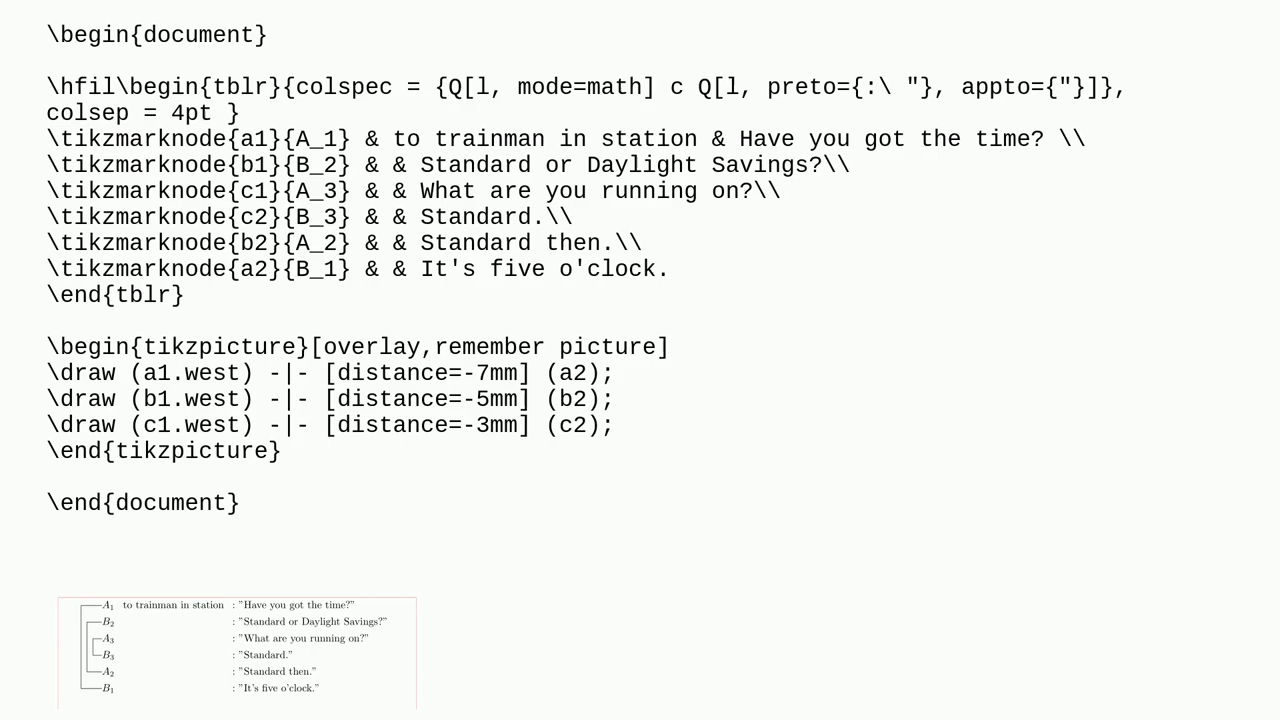 \begin{document}
\hfil\begin{tblr}{colspec = {Q[l, mode=math] c Q[l, preto={:\ "}, appto={"}]},
colsep = 4pt }
\tikzmarknode{a1}{A_1} & to trainman in station & Have you got the time? \\
\tikzmarknode{b1}{B_2} & & Standard or Daylight Savings?\\
\tikzmarknode{c1}{A_3} & & What are you running on?\\
\tikzmarknode{c2}{B_3} & & Standard.\\
\tikzmarknode{b2}{A_2} & & Standard then.\\
\tikzmarknode{a2}{B_1} & & It's five o'clock.
\end{tblr}
\begin{tikzpicture}[overlay,remember picture]
\draw (a1.west) -|- [distance=-7mm] (a2);
\draw (b1.west) -|- [distance=-5mm] (b2);
\draw (c1.west) -|- [distance=-3mm] (c2);
\end{tikzpicture}
\end{document}
A₁ to trainman in station : ”Have you got the time?”
B₂ : ”Standard or Daylight Savings?”
A₃ : ”What are you running on?”
B₃ : ”Standard.”
A₂ : ”Standard then.”
B₁ : ”It’s five o’clock.”